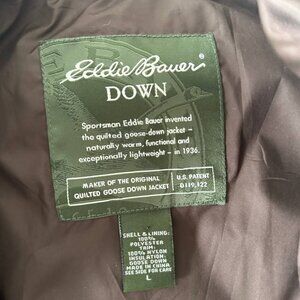 Eddie Bauer®
DOWN
Sportsman Eddie Bauer invented
the quilted goose-down jacket –
naturally warm, functional and
exceptionally lightweight – in 1936.
MAKER OF THE ORIGINAL
QUILTED GOOSE DOWN JACKET
U.S. PATENT
D119,122
SHELL & LINING:
100%
POLYESTER
TRIM:
100% NYLON
INSULATION:
GOOSE DOWN
MADE IN CHINA
SEE SIDE FOR CARE
L